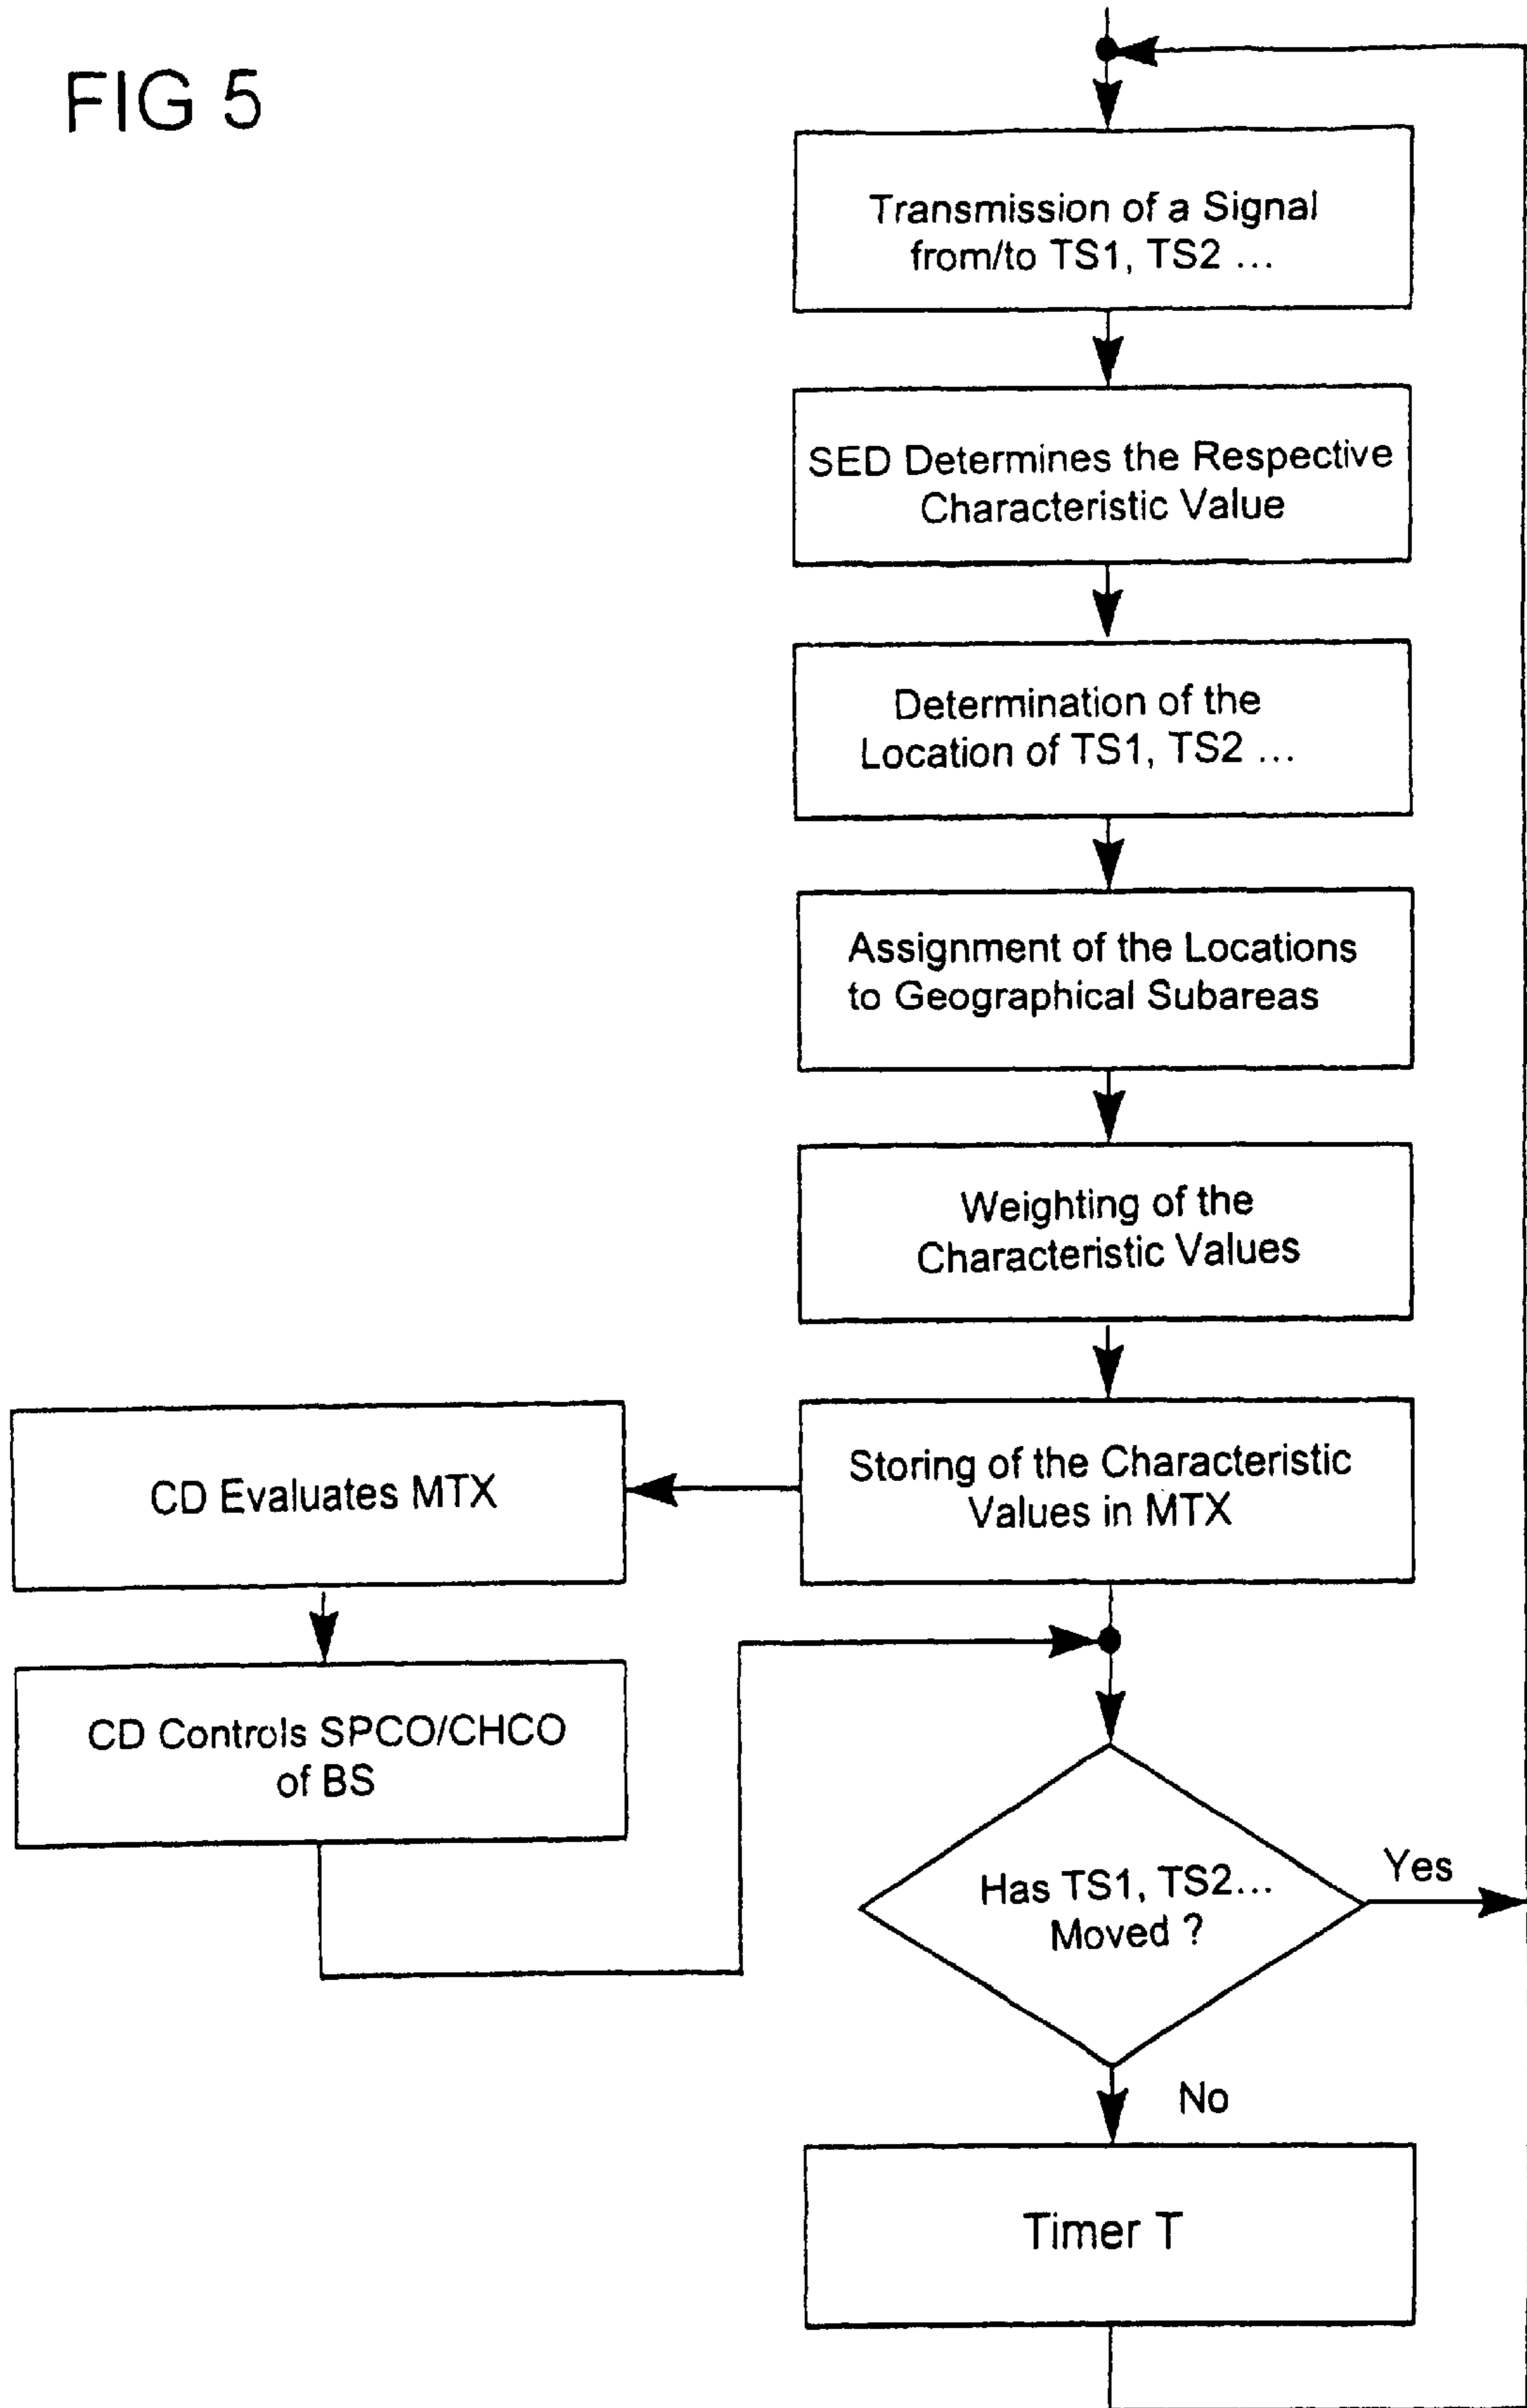 FIG 5
Transmission of a Signal
from/to TS1, TS2 ...
SED Determines the Respective
Characteristic Value
Determination of the
Location of TS1, TS2 ...
Assignment of the Locations
to Geographical Subareas
Weighting of the
Characteristic Values
Storing of the Characteristic
Values in MTX
CD Evaluates MTX
CD Controls SPCO/CHCO
of BS
Has TS1, TS2...
Moved ?
Yes
No
Timer T